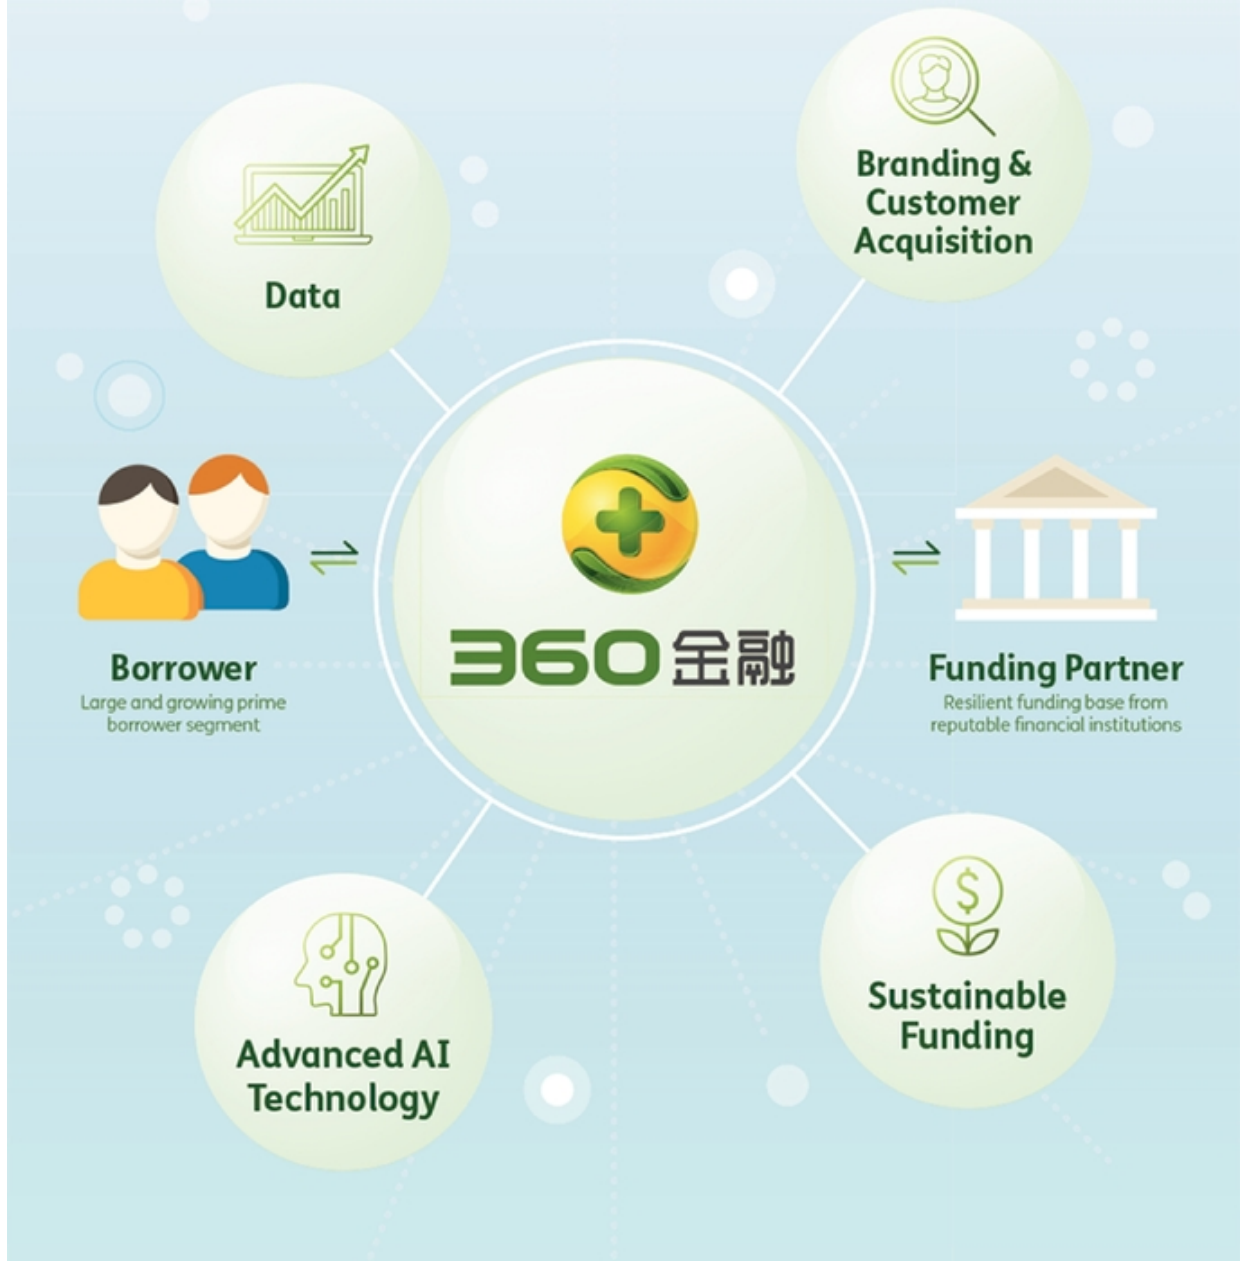 Data
Branding &
Customer
Acquisition
360金融
Borrower
Large and growing prime
borrower segment
Funding Partner
Resilient funding base from
reputable financial institutions
Advanced AI
Technology
$
Sustainable
Funding